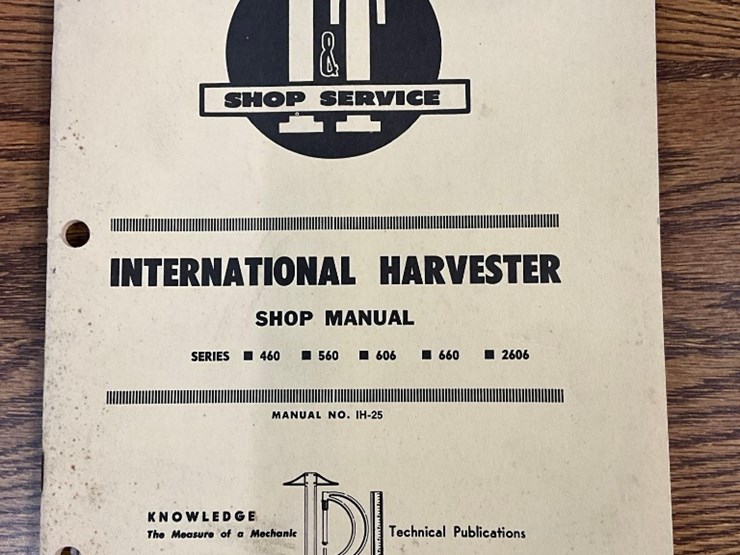 I&T
SHOP SERVICE
INTERNATIONAL HARVESTER
SHOP MANUAL
SERIES ■ 460 ■ 560 ■ 606 ■ 660 ■ 2606
MANUAL NO. IH-25
KNOWLEDGE
The Measure of a Mechanic
Technical Publications